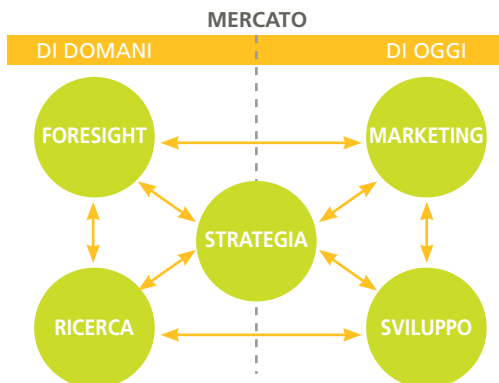 MERCATO
DI DOMANI
DI OGGI
FORESIGHT
MARKETING
STRATEGIA
RICERCA
SVILUPPO